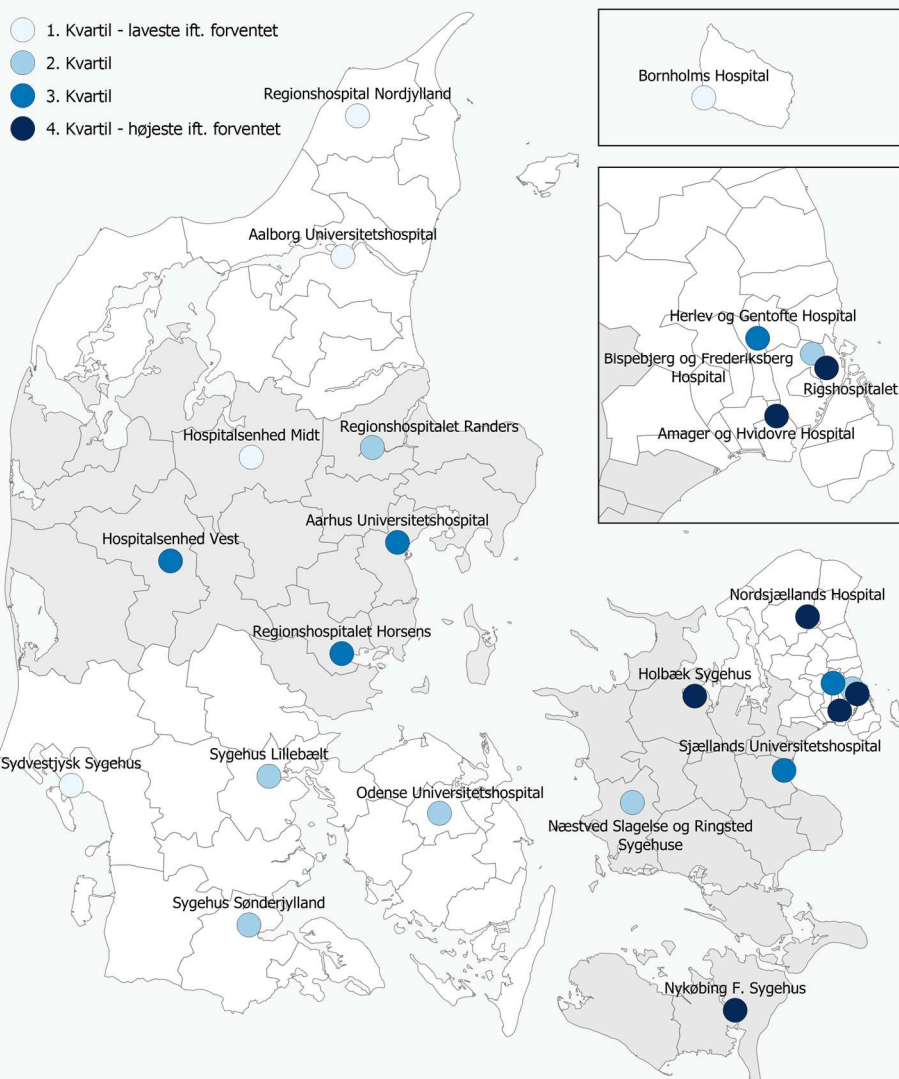 1. Kvartil - laveste ift. forventet
2. Kvartil
3. Kvartil
4. Kvartil - højeste ift. forventet
Regionshospital Nordjylland
Bornholms Hospital
Aalborg Universitetshospital
Herlev og Gentofte Hospital
Bispebjerg og Frederiksberg
Hospital
Rigshospitalet
Amager og Hvidovre Hospital
Hospitalsenhed Midt
Regionshospitalet Randers
Aarhus Universitetshospital
Hospitalsenhed Vest
Regionshospitalet Horsens
Nordsjællands Hospital
Holbæk Sygehus
Sjællands Universitetshospital
Sydvestjysk Sygehus
Sygehus Lillebælt
Odense Universitetshospital
Næstved Slagelse og Ringsted
Sygehuse
Sygehus Sønderjylland
Nykøbing F. Sygehus